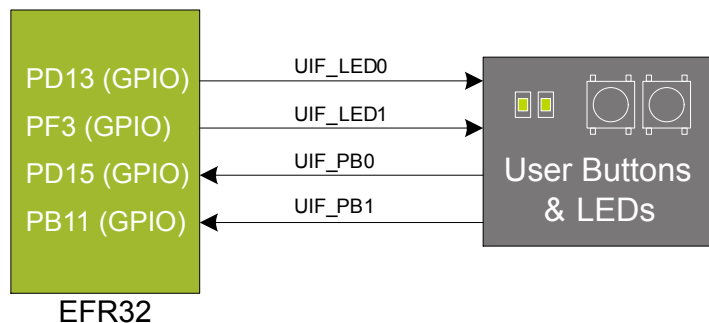 PD13 (GPIO)
PF3 (GPIO)
PD15 (GPIO)
PB11 (GPIO)
EFR32
UIF_LED0
UIF_LED1
UIF_PB0
UIF_PB1
User Buttons
& LEDs